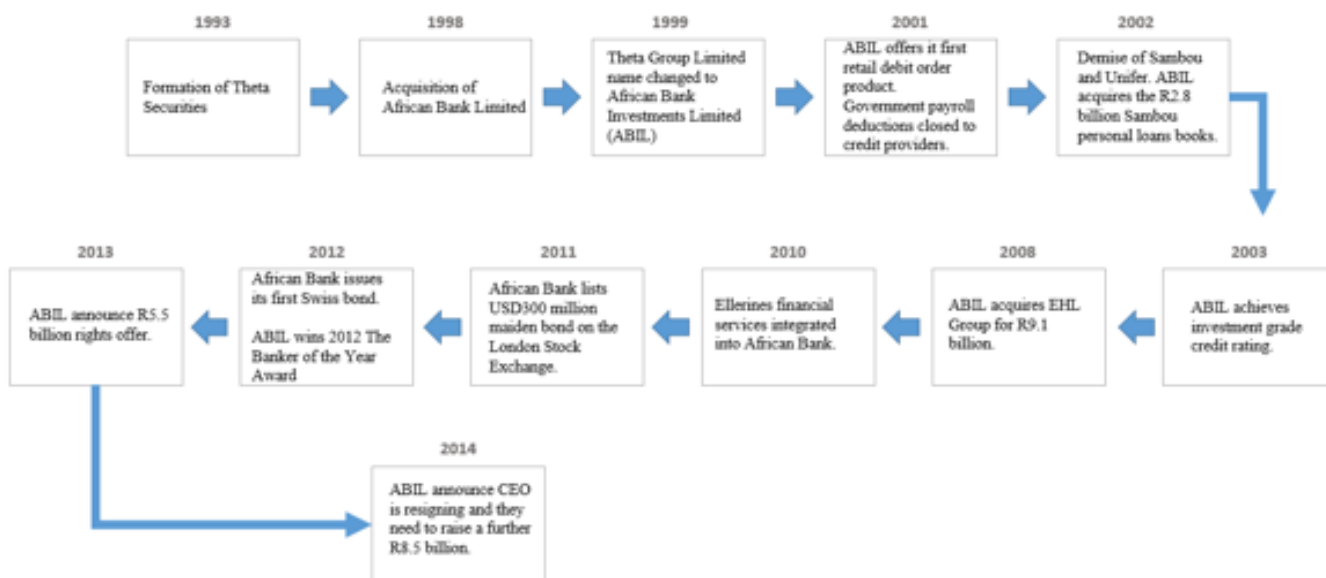 1993
Formation of Theta
Securities
1998
Acquisition of
African Bank Limited
1999
Theta Group Limited
name changed to
African Bank
Investments Limited
(ABIL)
2001
ABIL offers it first
retail debit order
product.
Government payroll
deductions closed to
credit providers.
2002
Demise of Sambou
and Unifer. ABIL
acquires the R2.8
billion Sambou
personal loans books.
2003
ABIL achieves
investment grade
credit rating.
2008
ABIL acquires EHL
Group for R9.1
billion.
2010
Ellerines financial
services integrated
into African Bank.
2011
African Bank lists
USD300 million
maiden bond on the
London Stock
Exchange.
2012
African Bank issues
its first Swiss bond.
ABIL wins 2012 The
Banker of the Year
Award
2013
ABIL announce R5.5
billion rights offer.
2014
ABIL announce CEO
is resigning and they
need to raise a further
R8.5 billion.